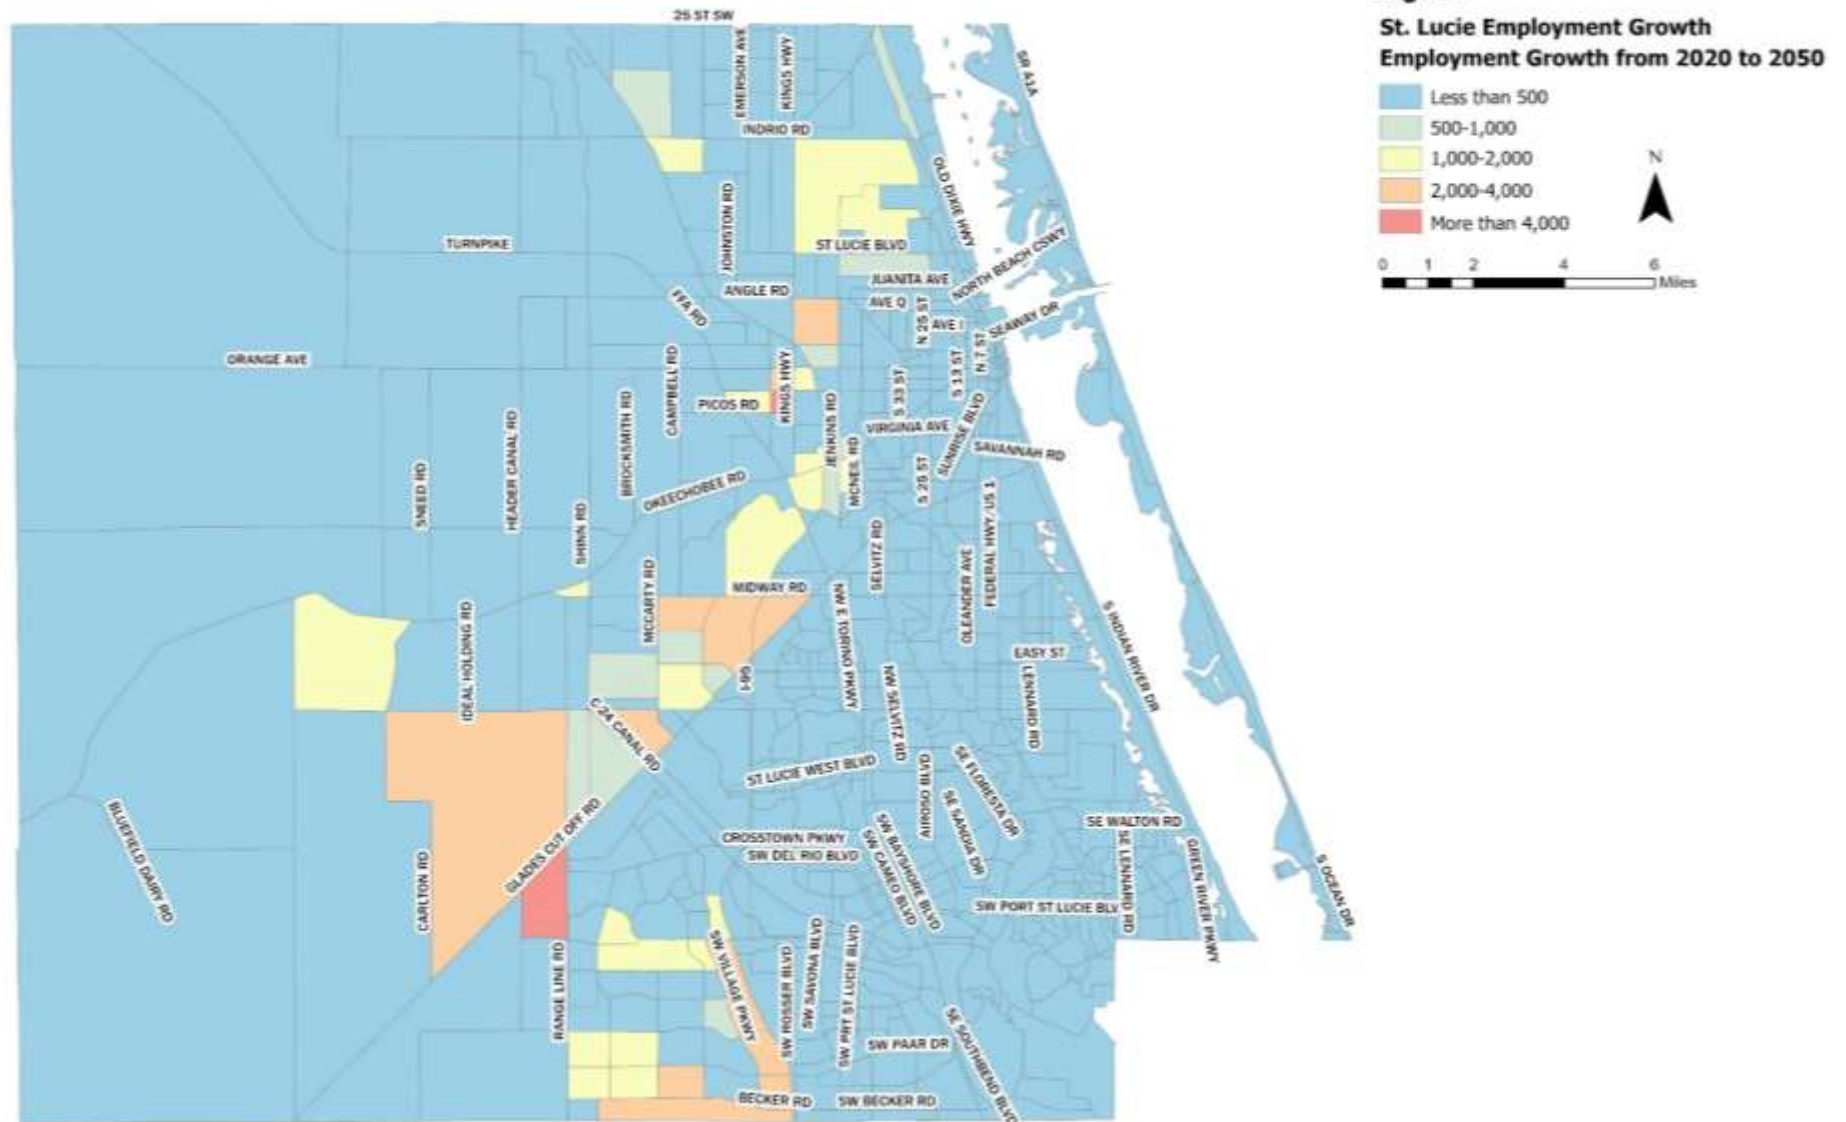 25 ST SW
St. Lucie Employment Growth
Employment Growth from 2020 to 2050
Less than 500
500-1,000
1,000-2,000
2,000-4,000
More than 4,000
N
0 1 2 4 6
Miles
EMERSON AVE
KINGS HWY
SR A1A
INDRIO RD
OLD DIXIE HWY
JOHNSTON RD
TURNPIKE
ST LUCIE BLVD
NORTH BEACH CSWY
JUANITA AVE
ANGLE RD
FFA RD
AVE Q
N 25 ST
AVE I
SEAWAY DR
N 7 ST
ORANGE AVE
CAMPBELL RD
KINGS HWY
S 33 ST
S 13 ST
PICOS RD
BROCKSMITH RD
JENKINS RD
HEADER CANAL RD
VIRGINIA AVE
SUNRISE BLVD
SAVANNAH RD
MCNEIL RD
SNEED RD
S 25 ST
OKEECHOBEE RD
SHINN RD
SELVITZ RD
OLEANDER AVE
FEDERAL HWY/US 1
MCCARTY RD
MIDWAY RD
NW E TORINO PKWY
IDEAL HOLDING RD
S INDIAN RIVER DR
EASY ST
I-95
NW SELVITZ RD
LENNARD RD
C-24 CANAL RD
ST LUCIE WEST BLVD
AIROSO BLVD
SE FLORESTA DR
BLUEFIELD DAIRY RD
GLADES CUT OFF RD
CROSSTOWN PKWY
SW DEL RIO BLVD
SW CAMEO BLVD
SW BAYSHORE BLVD
SE SANDIA DR
SE WALTON RD
SE LENNARD RD
GREEN RIVER PKWY
S OCEAN DR
CARLTON RD
SW PORT ST LUCIE BLV
RANGE LINE RD
SW VILLAGE PKWY
SW ROSSER BLVD
SW SAVONA BLVD
SW PRT ST LUCIE BLVD
SW PAAR DR
SE SOUTHBEND BLVD
BECKER RD
SW BECKER RD